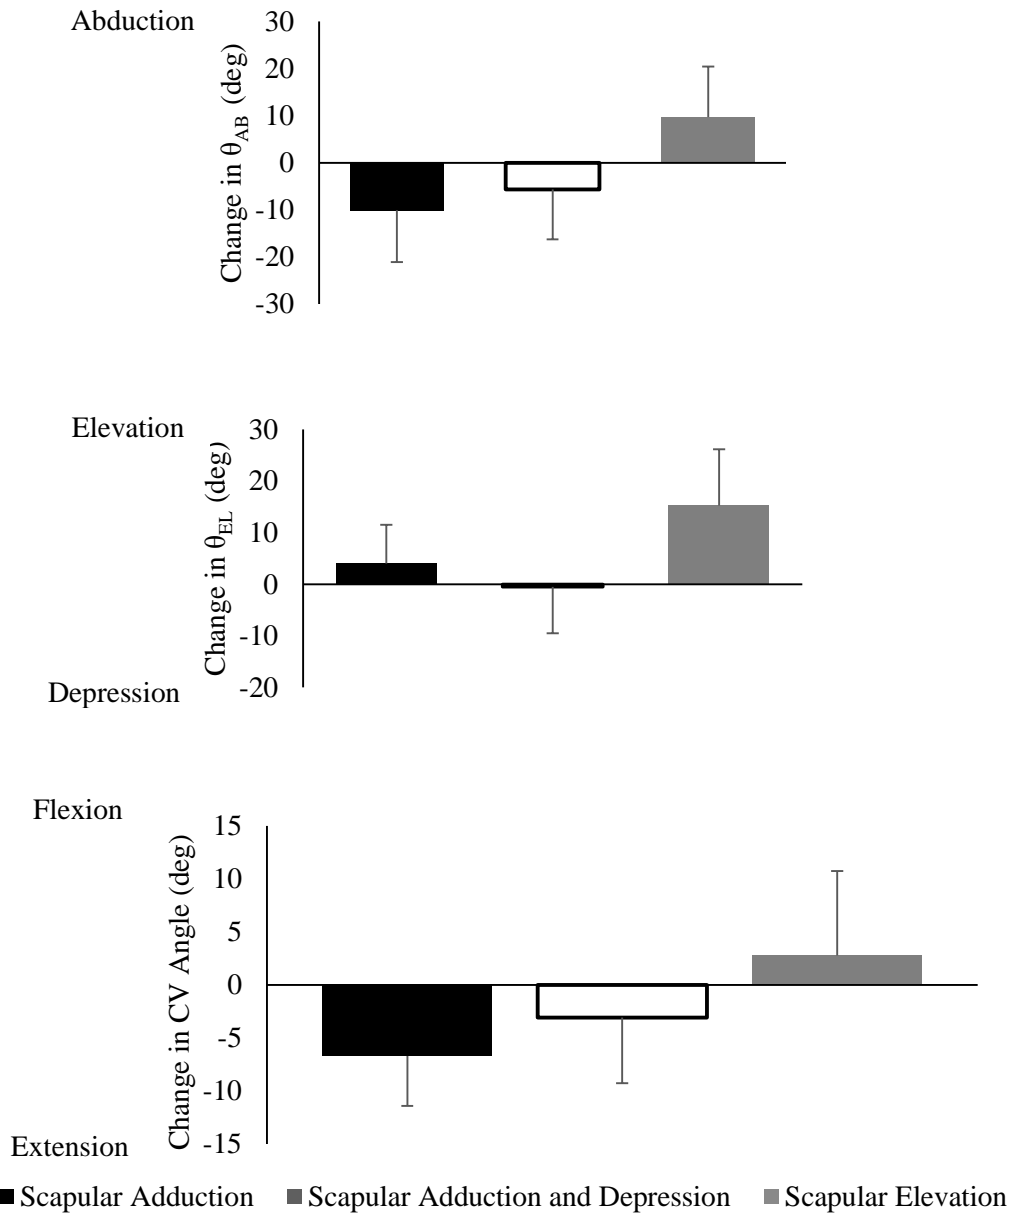 Abduction
Change in θAB (deg)
30
20
10
0
-10
-20
-30
Elevation
Change in θEL (deg)
30
20
10
0
-10
-20
Depression
Flexion
Change in CV Angle (deg)
15
10
5
0
-5
-10
-15
Extension
Scapular Adduction Scapular Adduction and Depression Scapular Elevation